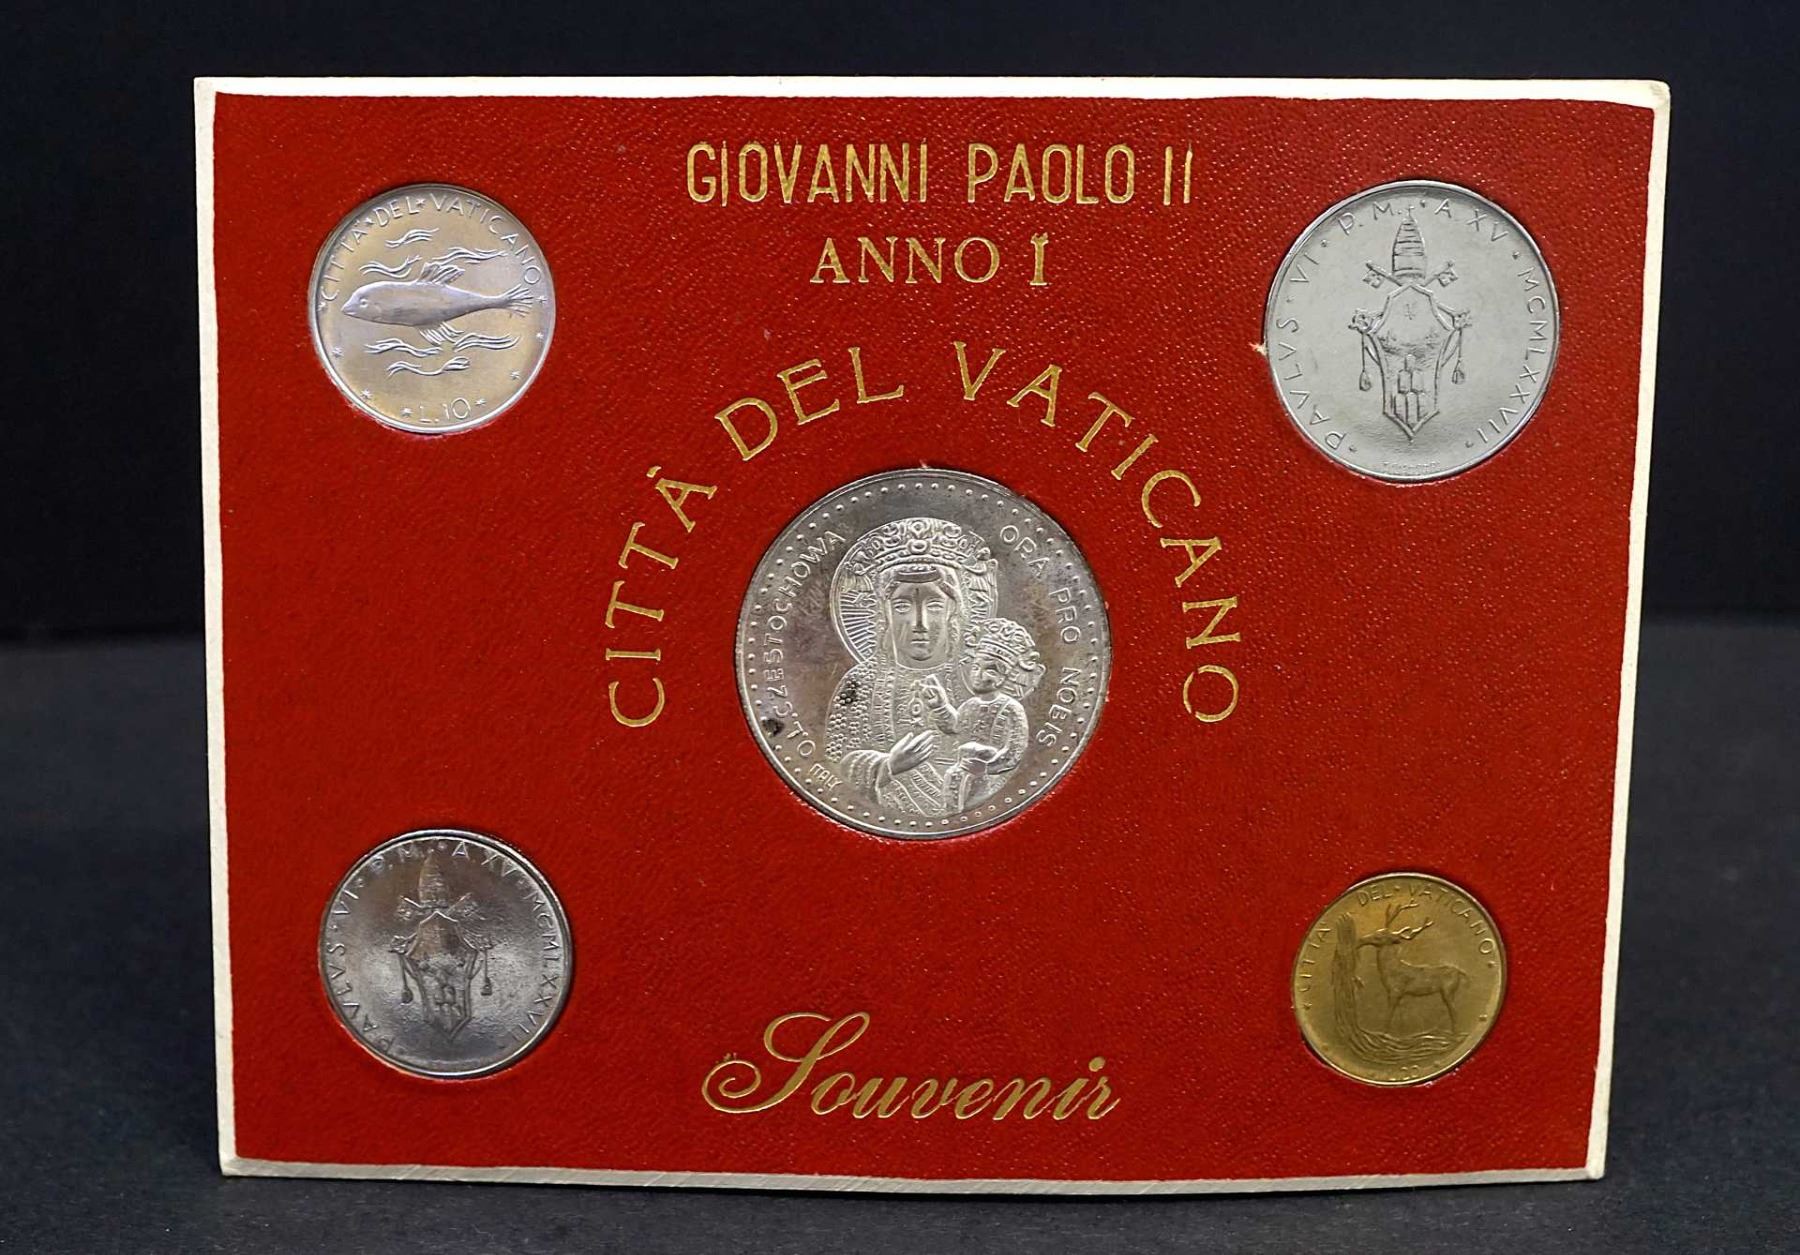 GIOVANNI PAOLO II
ANNO I
CITTÀ DEL VATICANO
CITTA*DEL*VATICANO
L.10
PAVLVS·VI·P.M.·A XV·MCMLXXVII
O.L.S.CZESTOCHOWA ORA PRO NOBIS
ITALY
PAVLVS·VI·P.M.·A XV·MCMLXXVII
CITTA DEL·VATICANO
L.20
Souvenir